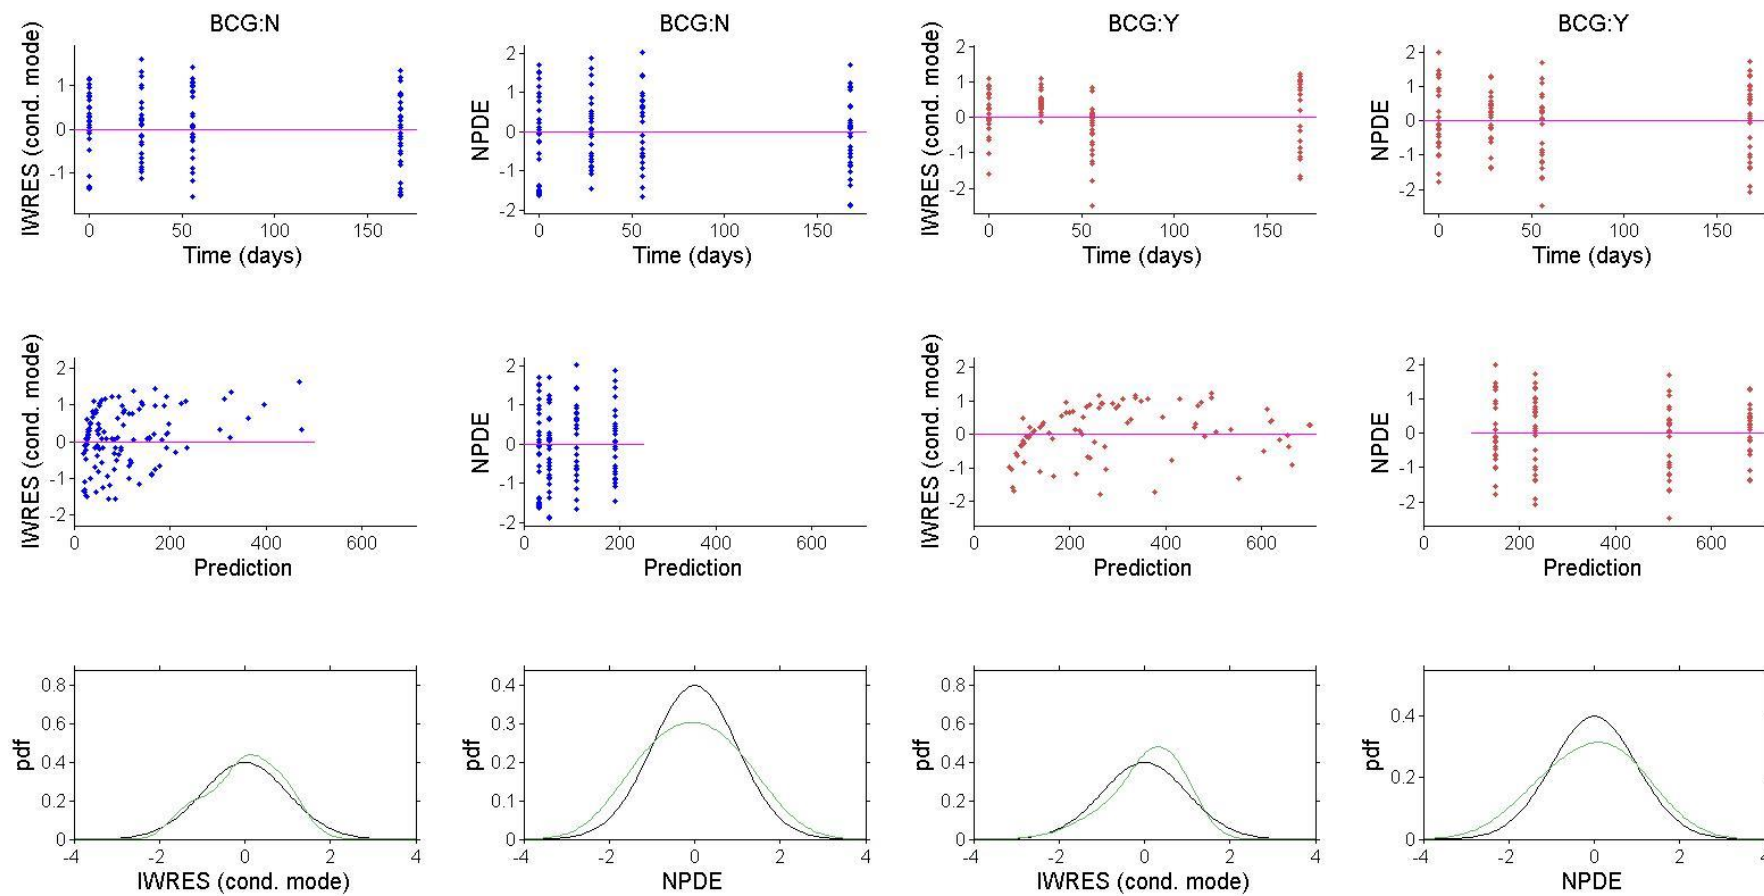 BCG:N
IWRES (cond. mode)
1
0
-1
0 50 100 150
Time (days)
BCG:N
NPDE
2
1
0
-1
-2
0 50 100 150
Time (days)
BCG:Y
IWRES (cond. mode)
2
1
0
-1
-2
0 50 100 150
Time (days)
BCG:Y
NPDE
2
1
0
-1
-2
0 50 100 150
Time (days)
IWRES (cond. mode)
2
1
0
-1
-2
0 200 400 600
Prediction
NPDE
2
1
0
-1
-2
0 200 400 600
Prediction
IWRES (cond. mode)
2
1
0
-1
-2
0 200 400 600
Prediction
NPDE
2
1
0
-1
-2
0 200 400 600
Prediction
pdf
0.8
0.6
0.4
0.2
0
-4 -2 0 2 4
IWRES (cond. mode)
pdf
0.4
0.3
0.2
0.1
0
-4 -2 0 2 4
NPDE
pdf
0.8
0.6
0.4
0.2
0
-4 -2 0 2 4
IWRES (cond. mode)
pdf
0.4
0.2
0
-4 -2 0 2 4
NPDE